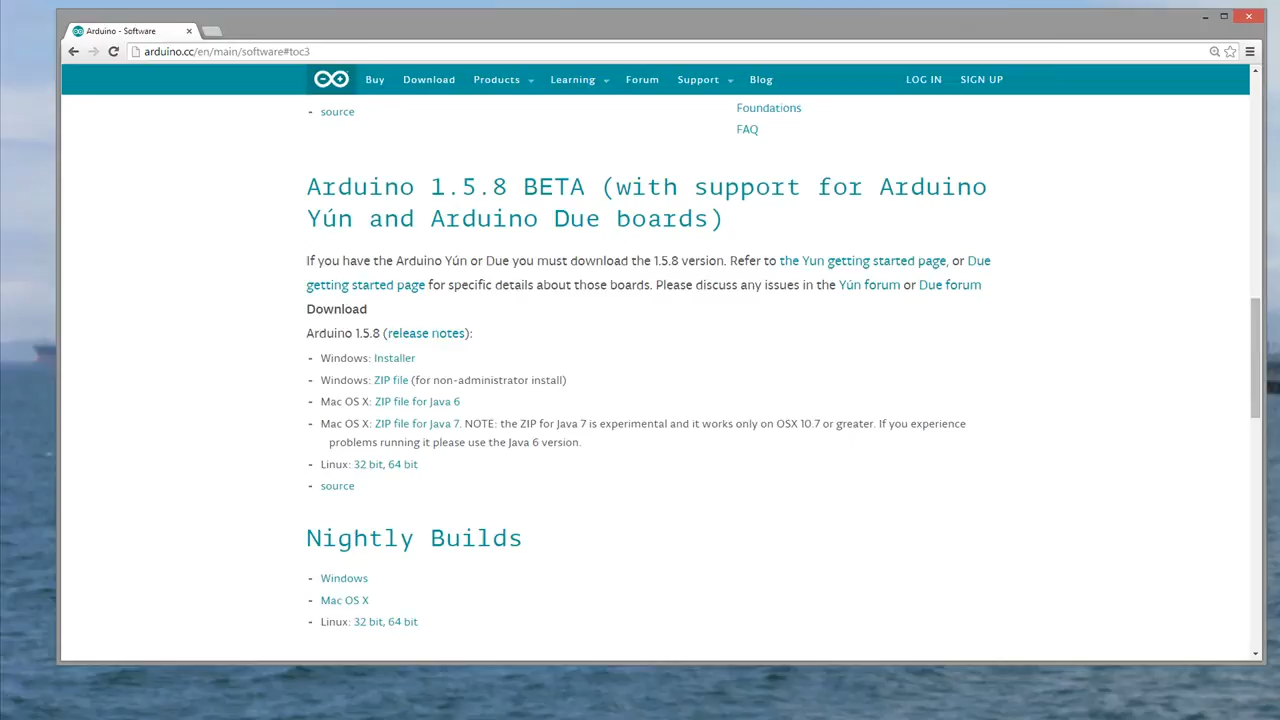 Arduino - Software
arduino.cc/en/main/software#toc3
Buy Download Products Learning Forum Support Blog LOG IN SIGN UP
- source
Foundations
FAQ
Arduino 1.5.8 BETA (with support for Arduino
Yún and Arduino Due boards)
If you have the Arduino Yún or Due you must download the 1.5.8 version. Refer to the Yun getting started page, or Due
getting started page for specific details about those boards. Please discuss any issues in the Yún forum or Due forum
Download
Arduino 1.5.8 (release notes):
- Windows: Installer
- Windows: ZIP file (for non-administrator install)
- Mac OS X: ZIP file for Java 6
- Mac OS X: ZIP file for Java 7. NOTE: the ZIP for Java 7 is experimental and it works only on OSX 10.7 or greater. If you experience
problems running it please use the Java 6 version.
- Linux: 32 bit, 64 bit
- source
Nightly Builds
- Windows
- Mac OS X
- Linux: 32 bit, 64 bit